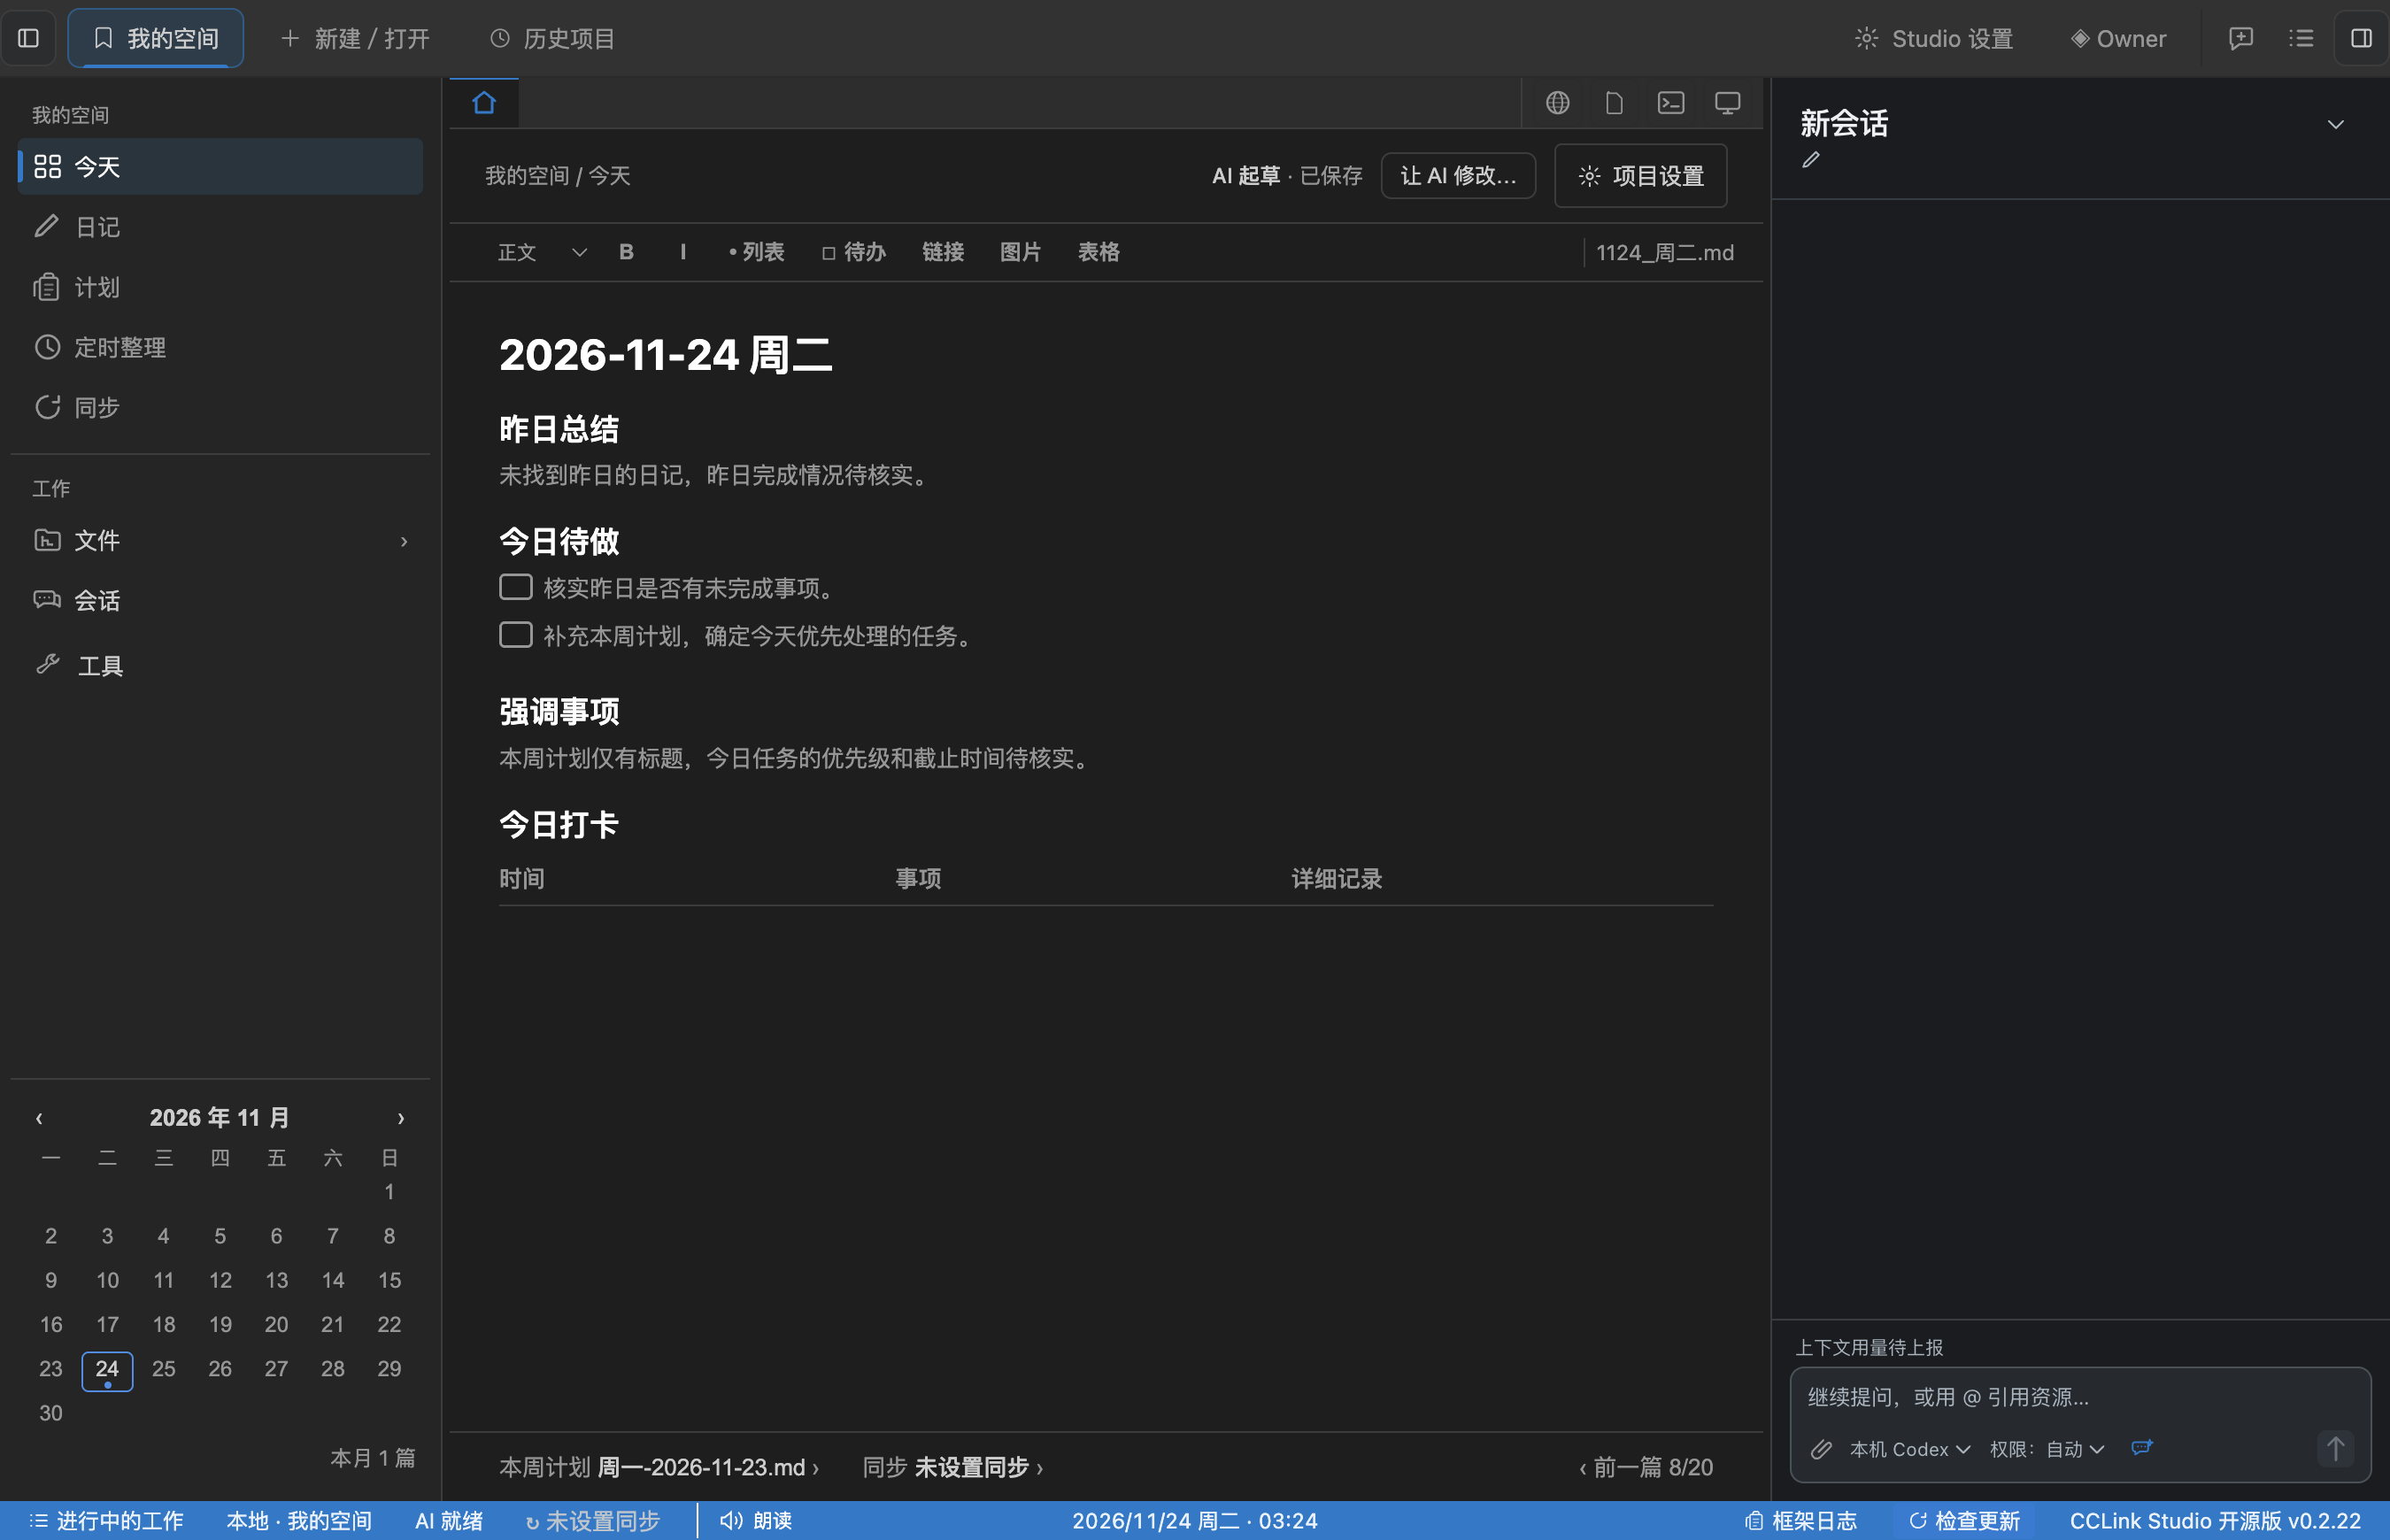 我的空间
新建 / 打开
历史项目
Studio 设置
Owner
我的空间
今天
日记
计划
定时整理
同步
工作
文件
会话
工具
2026 年 11 月
一 二 三 四 五 六 日
1
2 3 4 5 6 7 8
9 10 11 12 13 14 15
16 17 18 19 20 21 22
23 24 25 26 27 28 29
30
本月 1 篇
我的空间 / 今天
AI 起草 · 已保存
让 AI 修改...
项目设置
正文 B I • 列表 待办 链接 图片 表格
1124_周二.md
2026-11-24 周二
昨日总结
未找到昨日的日记，昨日完成情况待核实。
今日待做
核实昨日是否有未完成事项。
补充本周计划，确定今天优先处理的任务。
强调事项
本周计划仅有标题，今日任务的优先级和截止时间待核实。
今日打卡
时间 事项 详细记录
本周计划 周一-2026-11-23.md ›
同步 未设置同步 ›
‹ 前一篇 8/20
新会话
上下文用量待上报
继续提问，或用 @ 引用资源...
本机 Codex
权限：自动
进行中的工作
本地 · 我的空间
AI 就绪
未设置同步
朗读
2026/11/24 周二 · 03:24
框架日志
检查更新
CCLink Studio 开源版 v0.2.22